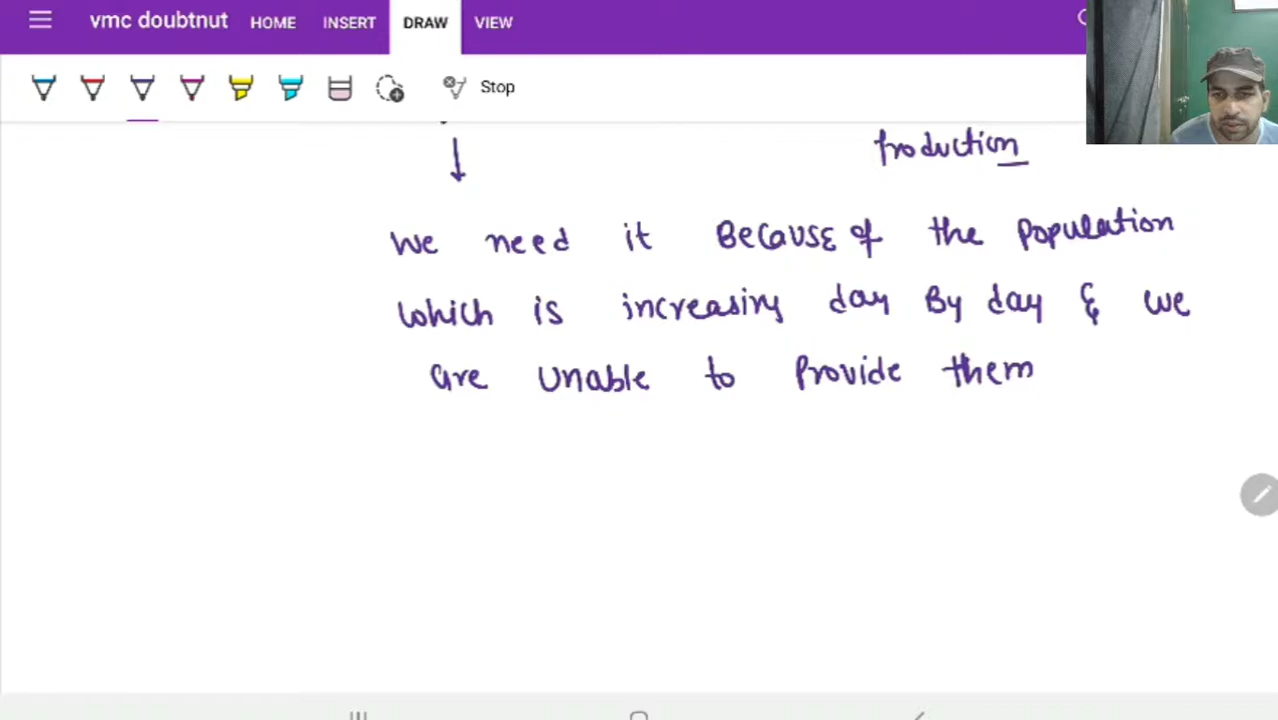 vmc doubtnut HOME INSERT DRAW VIEW
Stop
Production
We need it Because of the Population
which is increasing day By day & we
are unable to Provide them